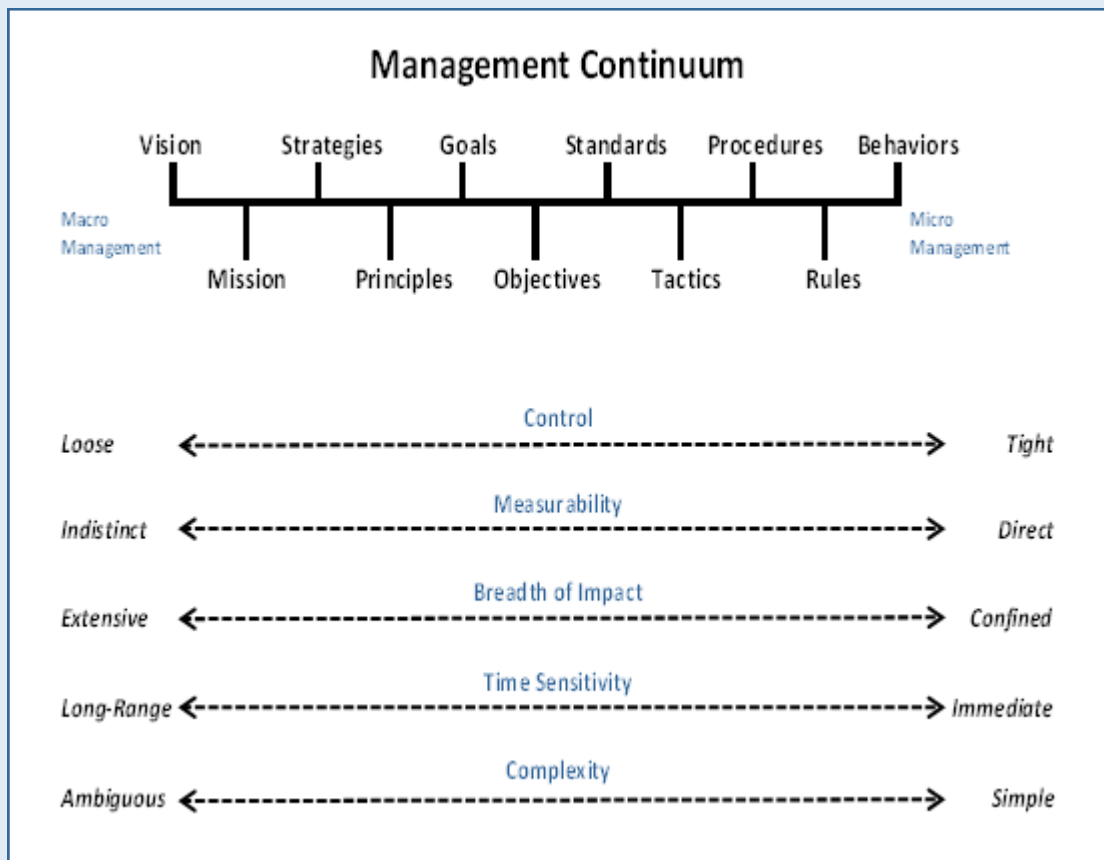 Management Continuum
Vision Strategies Goals Standards Procedures Behaviors
Macro
Management
Micro
Management
Mission Principles Objectives Tactics Rules
Control
Loose Tight
Measurability
Indistinct Direct
Breadth of Impact
Extensive Confined
Time Sensitivity
Long-Range Immediate
Complexity
Ambiguous Simple